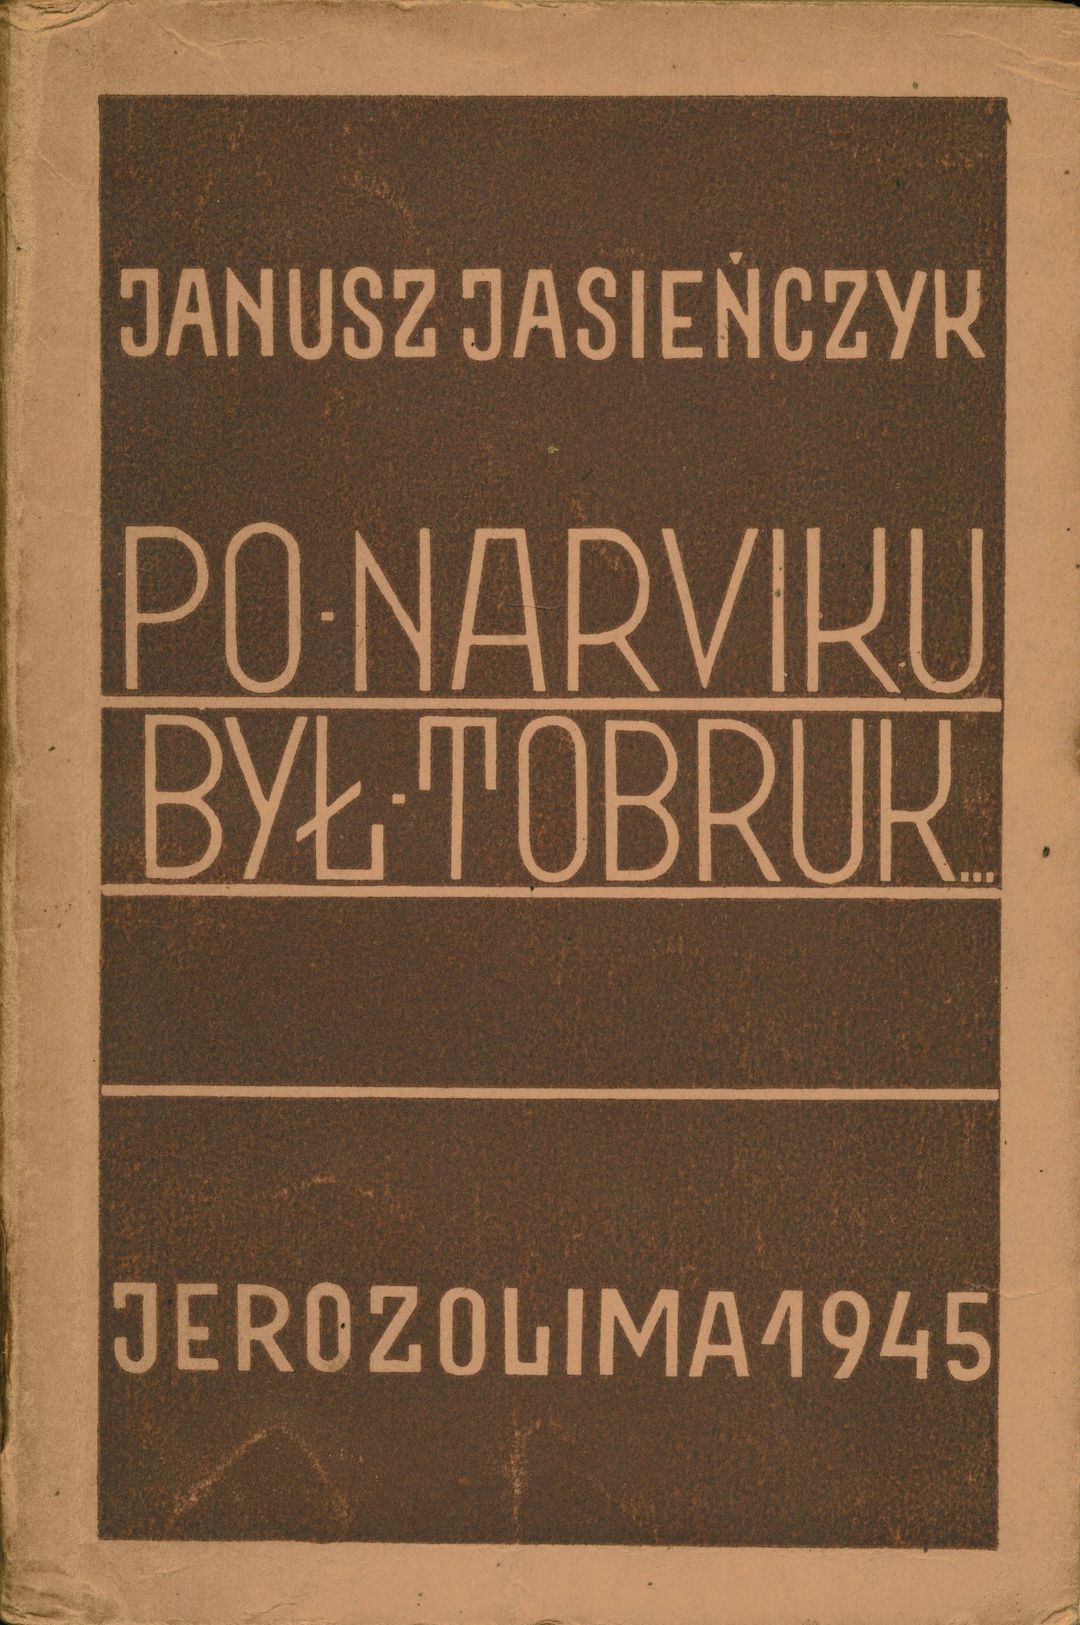 JANUSZ JASIEŃCZYK
PO·NARVIKU
BYŁ·TOBRUK...
JEROZOLIMA 1945